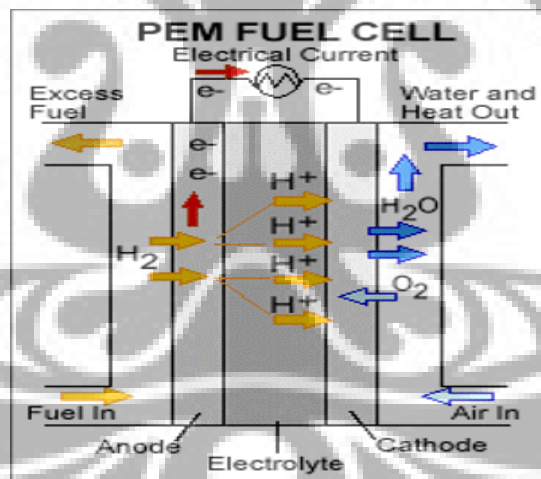 PEM FUEL CELL
Electrical Current
e- e-
Excess
Fuel
Water and
Heat Out
e-
e-
H+
H2O
H+
H2
H+
O2
H+
Fuel In
Air In
Anode
Cathode
Electrolyte